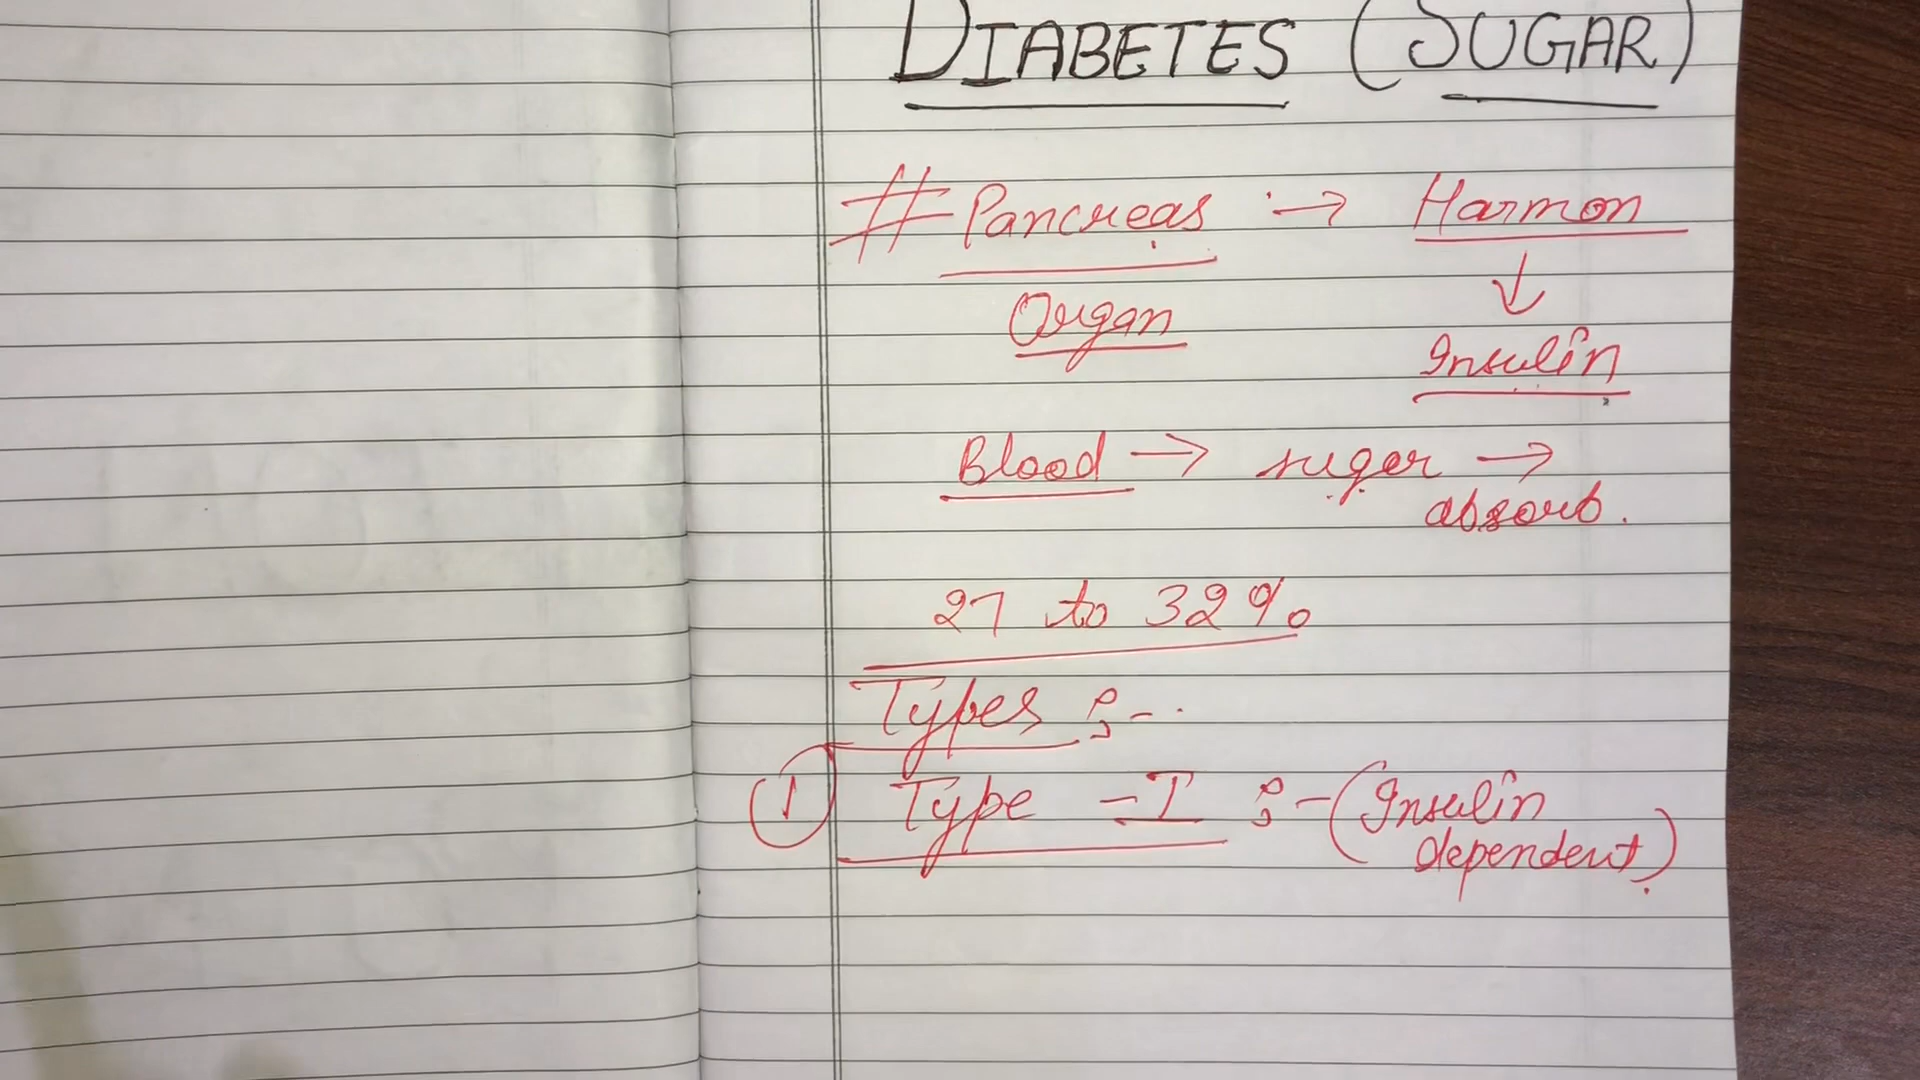 DIABETES (SUGAR)
# Pancreas → Harmon
↓
Organ
Insulin
Blood → suger →
absorb.
27 to 32%
Types :-
① Type -I :- (Insulin
dependent)